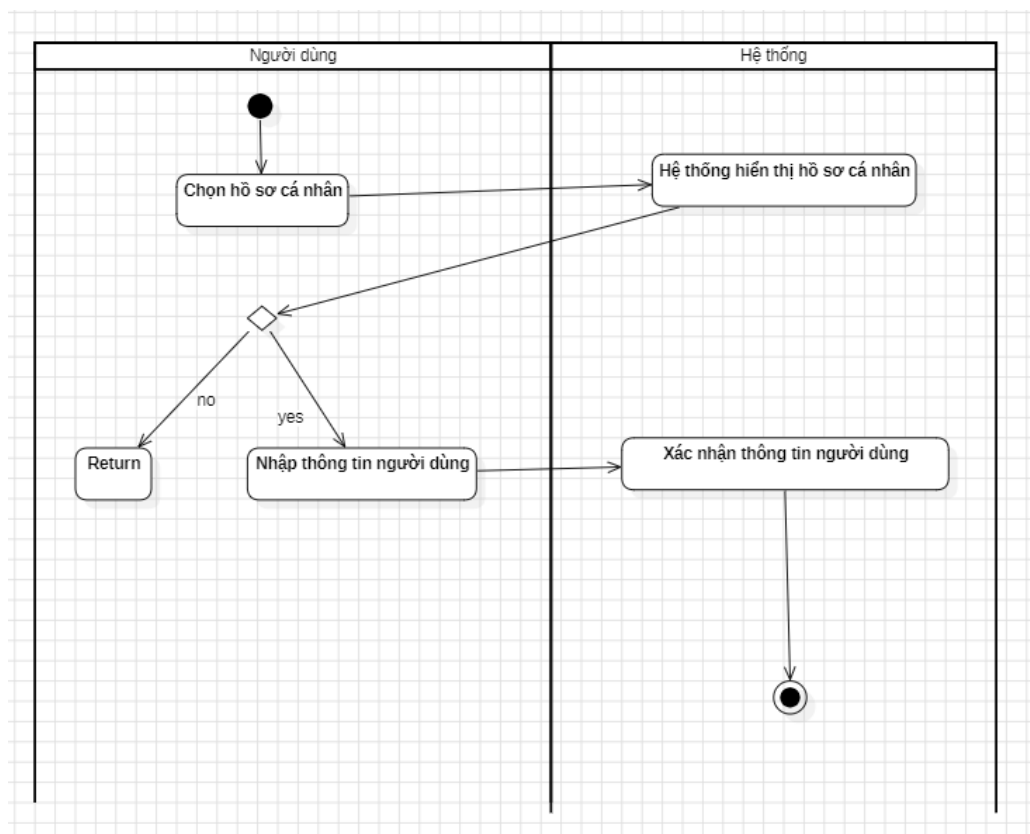 Người dùng
Hệ thống
Chọn hồ sơ cá nhân
Hệ thống hiển thị hồ sơ cá nhân
no
yes
Return
Nhập thông tin người dùng
Xác nhận thông tin người dùng